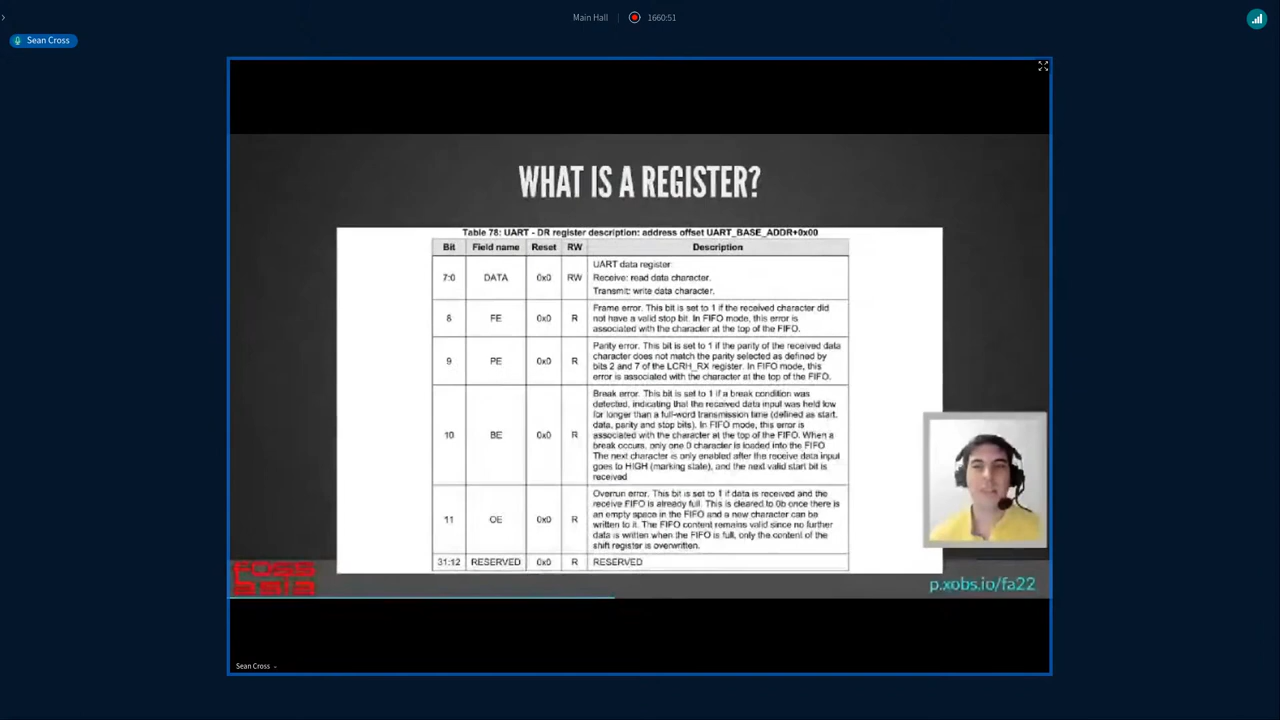 Main Hall
1660:51
Sean Cross
WHAT IS A REGISTER?
Table 78: UART - DR register description: address offset UART_BASE_ADDR+0x00
Bit Field name Reset RW Description
7:0 DATA 0x0 RW UART data register:
Receive: read data character.
Transmit: write data character.
8 FE 0x0 R Frame error. This bit is set to 1 if the received character did
not have a valid stop bit. In FIFO mode, this error is
associated with the character at the top of the FIFO.
9 PE 0x0 R Parity error. This bit is set to 1 if the parity of the received data
character does not match the parity selected as defined by
bits 2 and 7 of the LCRH_RX register. In FIFO mode, this
error is associated with the character at the top of the FIFO.
10 BE 0x0 R Break error. This bit is set to 1 if a break condition was
detected, indicating that the received data input was held low
for longer than a full-word transmission time (defined as start,
data, parity and stop bits). In FIFO mode, this error is
associated with the character at the top of the FIFO. When a
break occurs, only one 0 character is loaded into the FIFO
The next character is only enabled after the receive data input
goes to HIGH (marking state), and the next valid start bit is
received
11 OE 0x0 R Overrun error. This bit is set to 1 if data is received and the
receive FIFO is already full. This is cleared to 0b once there is
an empty space in the FIFO and a new character can be
written to it. The FIFO content remains valid since no further
data is written when the FIFO is full, only the content of the
shift register is overwritten.
31:12 RESERVED 0x0 R RESERVED
FOSS
asia
p.xobs.io/fa22
Sean Cross